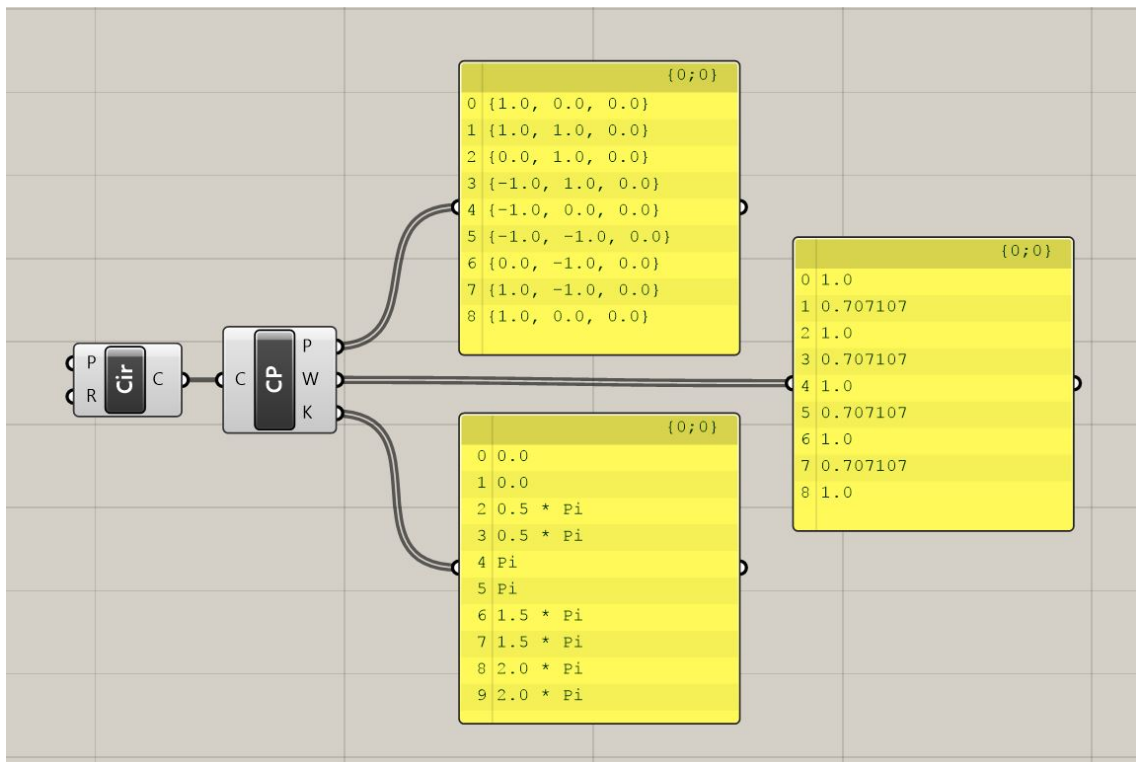 {0;0}
0 {1.0, 0.0, 0.0}
1 {1.0, 1.0, 0.0}
2 {0.0, 1.0, 0.0}
3 {-1.0, 1.0, 0.0}
4 {-1.0, 0.0, 0.0}
5 {-1.0, -1.0, 0.0}
6 {0.0, -1.0, 0.0}
7 {1.0, -1.0, 0.0}
8 {1.0, 0.0, 0.0}
P
R
Cir
C
C
CP
P
W
K
{0;0}
0 1.0
1 0.707107
2 1.0
3 0.707107
4 1.0
5 0.707107
6 1.0
7 0.707107
8 1.0
{0;0}
0 0.0
1 0.0
2 0.5 * Pi
3 0.5 * Pi
4 Pi
5 Pi
6 1.5 * Pi
7 1.5 * Pi
8 2.0 * Pi
9 2.0 * Pi